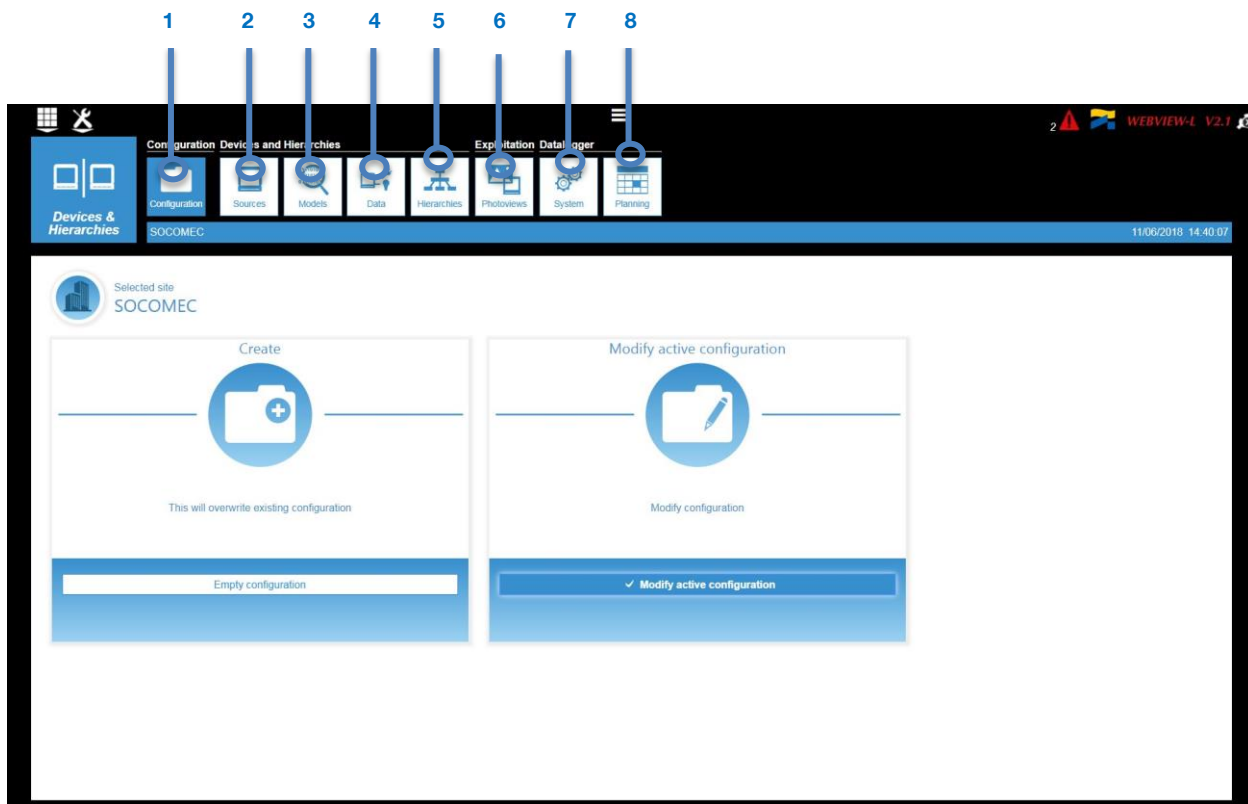 1 2 3 4 5 6 7 8
2 WEBVIEW-L V2.1
Configuration Devices and Hierarchies Exploitation Datalogger
Configuration Sources Models Data Hierarchies Photoviews System Planning
Devices &
Hierarchies
SOCOMEC 11/06/2018 14:40:07
Selected site
SOCOMEC
Create Modify active configuration
This will overwrite existing configuration Modify configuration
Empty configuration ✓ Modify active configuration